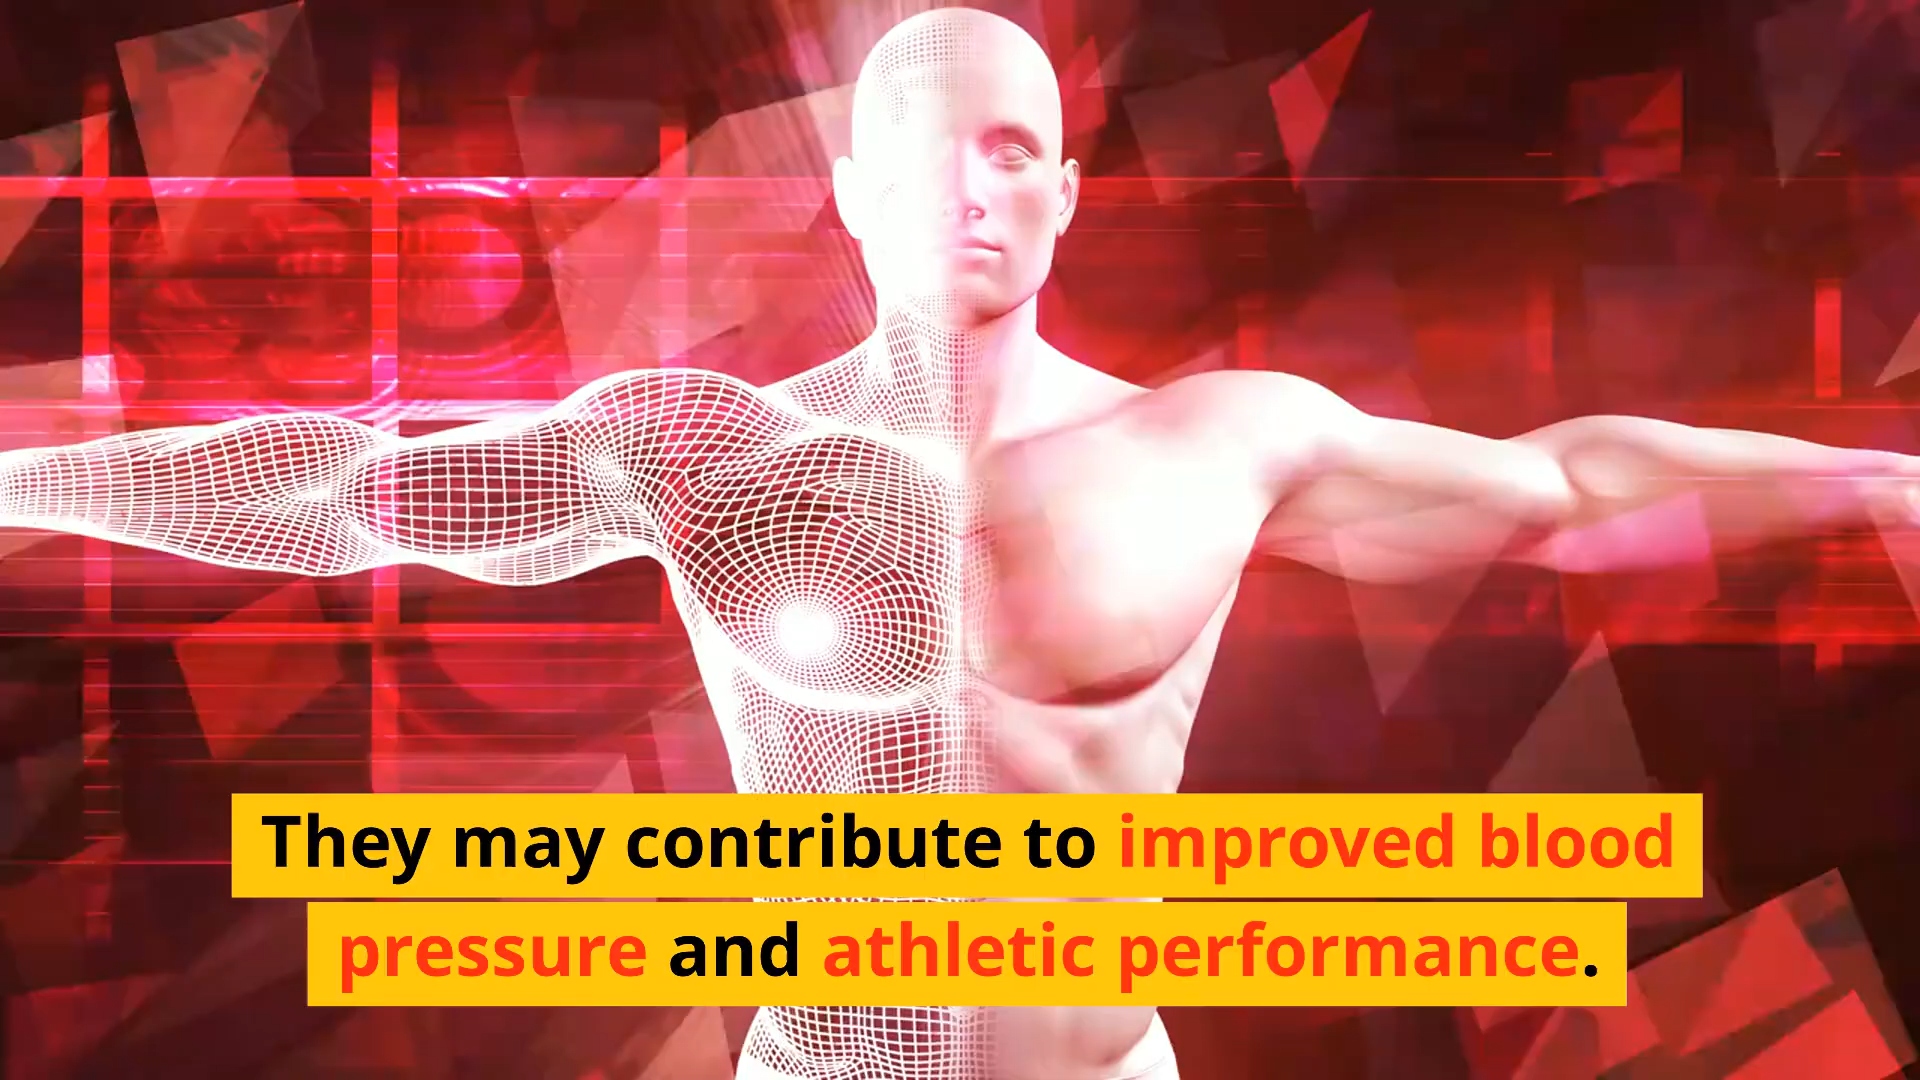 They may contribute to improved blood
pressure and athletic performance.